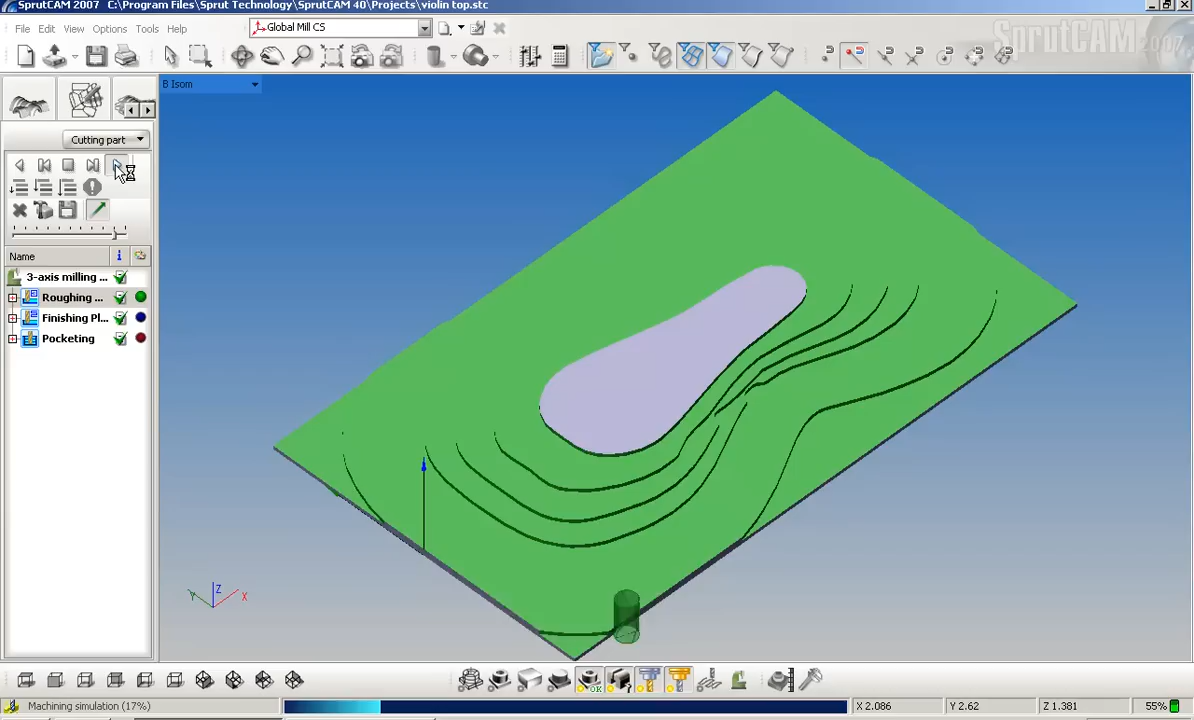 SprutCAM 2007 C:\Program Files\Sprut Technology\SprutCAM 40\Projects\violin top.stc
File Edit View Options Tools Help
Global Mill CS
SprutCAM 2007
B Isom
Cutting part
Name
3-axis milling ...
Roughing ...
Finishing Pl...
Pocketing
Z
Y X
Machining simulation (17%)
X 2.086 Y 2.62 Z 1.381 55%